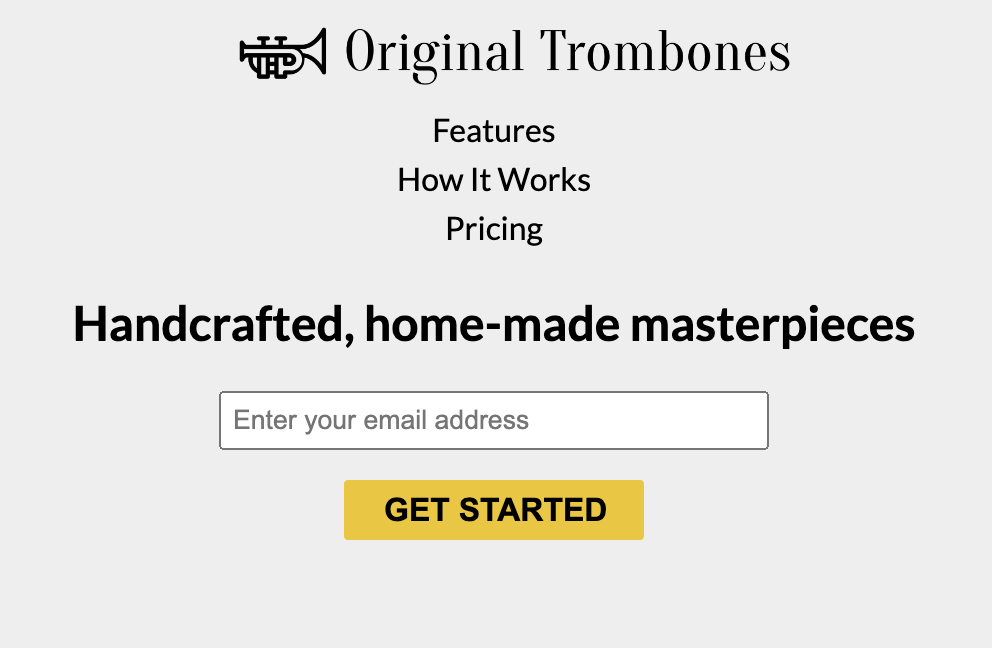 Original Trombones
Features
How It Works
Pricing
Handcrafted, home-made masterpieces
Enter your email address
GET STARTED